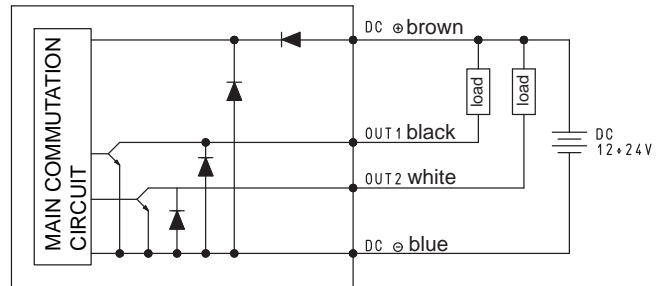 MAIN COMMUTATION
CIRCUIT
DC ⊕ brown
load
load
OUT1 black
DC
12÷24V
OUT2 white
DC ⊖ blue